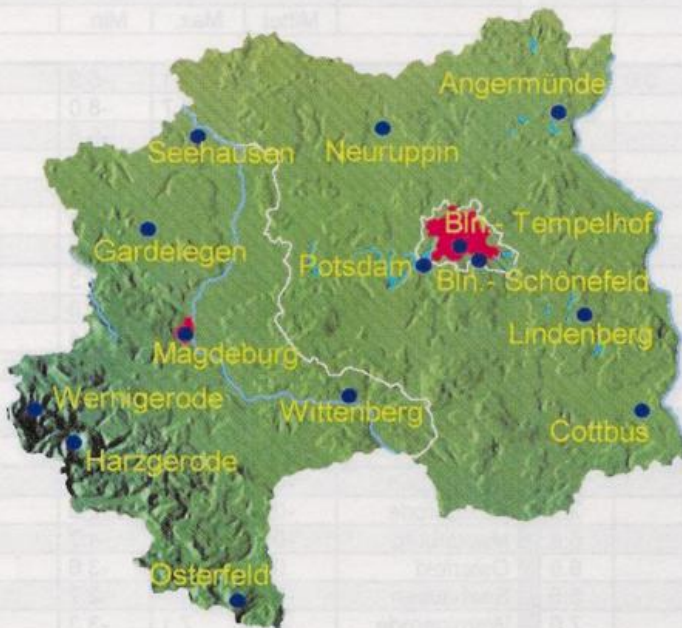 Angermünde
Seehausen
Neuruppin
Bln.- Tempelhof
Gardelegen
Potsdam
Bln.- Schönefeld
Lindenberg
Magdeburg
Wernigerode
Wittenberg
Cottbus
Harzgerode
Osterfeld